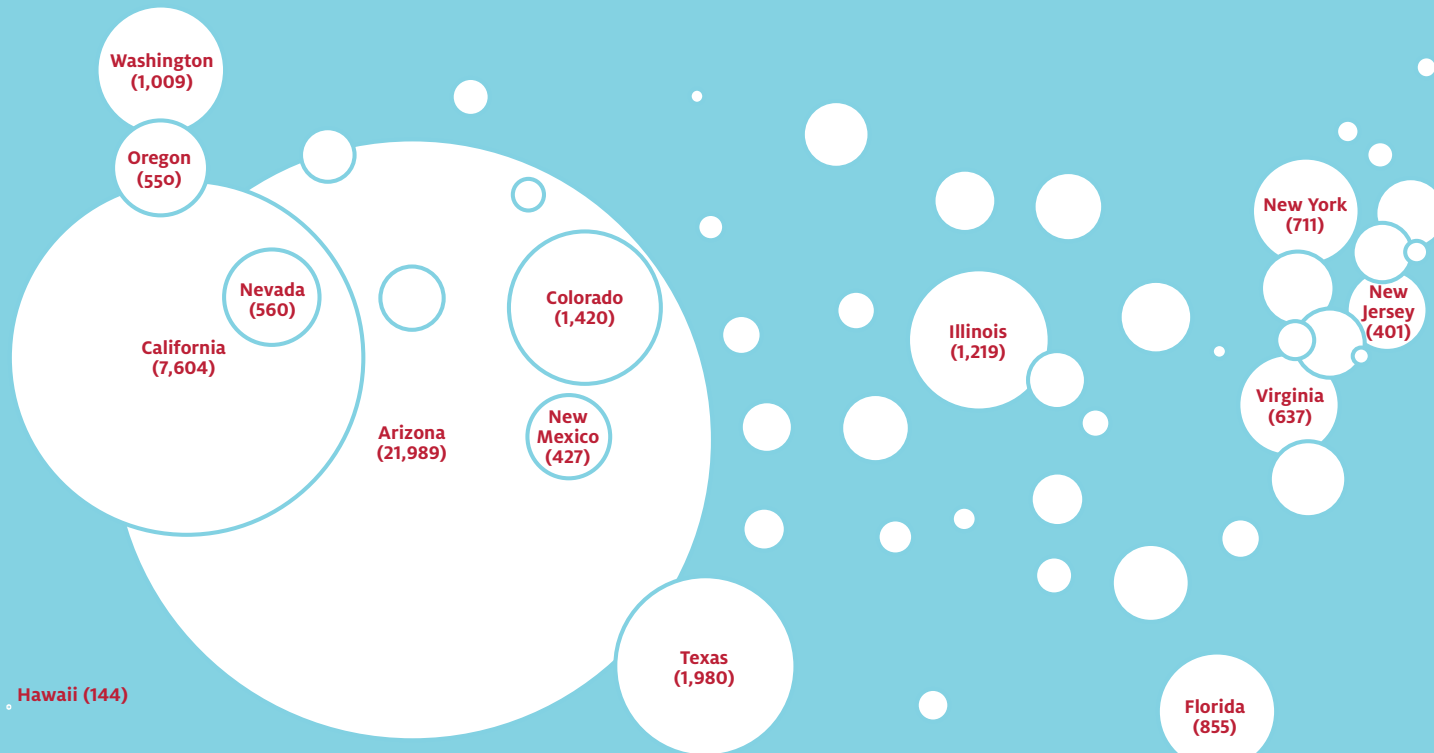 Washington
(1,009)
Oregon
(550)
Nevada
(560)
California
(7,604)
Colorado
(1,420)
New
Mexico
(427)
Arizona
(21,989)
Texas
(1,980)
Hawaii (144)
Illinois
(1,219)
New York
(711)
New
Jersey
(401)
Virginia
(637)
Florida
(855)